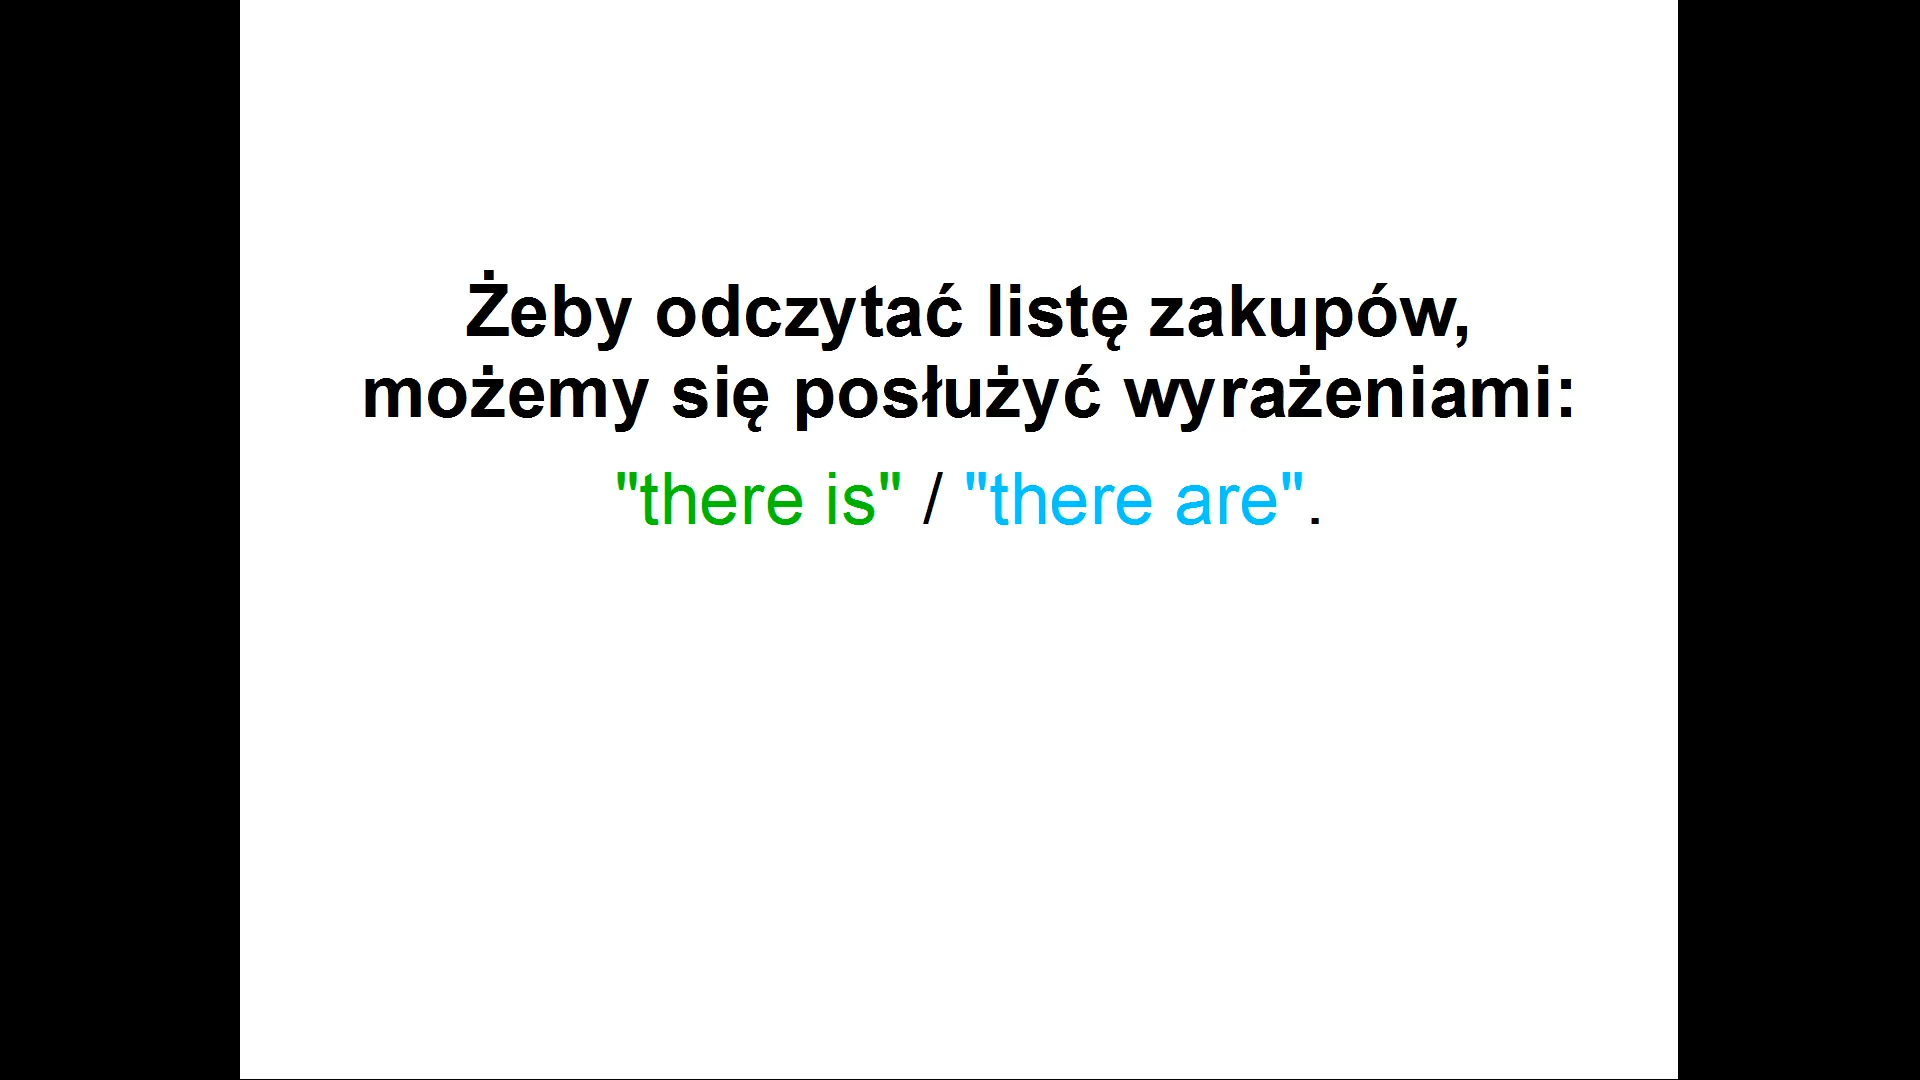 Żeby odczytać listę zakupów,
możemy się posłużyć wyrażeniami:
"there is" / "there are".